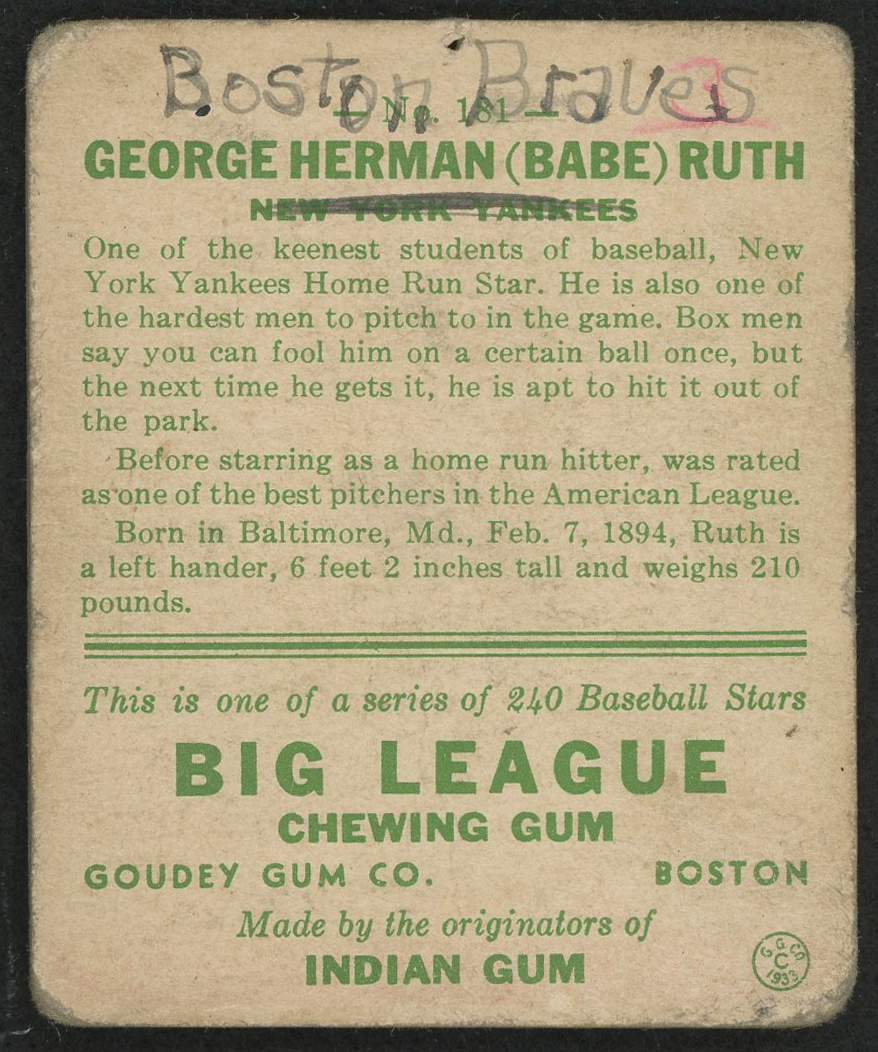 Boston Braves
3
— No. 181 —
GEORGE HERMAN (BABE) RUTH
NEW YORK YANKEES
One of the keenest students of baseball, New
York Yankees Home Run Star. He is also one of
the hardest men to pitch to in the game. Box men
say you can fool him on a certain ball once, but
the next time he gets it, he is apt to hit it out of
the park.
Before starring as a home run hitter, was rated
as one of the best pitchers in the American League.
Born in Baltimore, Md., Feb. 7, 1894, Ruth is
a left hander, 6 feet 2 inches tall and weighs 210
pounds.
This is one of a series of 240 Baseball Stars
BIG LEAGUE
CHEWING GUM
GOUDEY GUM CO. BOSTON
Made by the originators of
INDIAN GUM
G. G. CO
C
1933